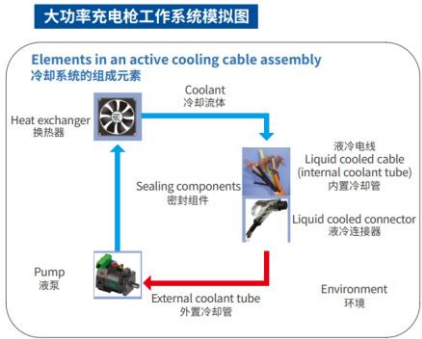 大功率充电枪工作系统模拟图
Elements in an active cooling cable assembly
冷却系统的组成元素
Coolant
冷却流体
Heat exchanger
换热器
液冷电线
Liquid cooled cable
(internal coolant tube)
内置冷却管
Sealing components
密封组件
Liquid cooled connector
液冷连接器
Pump
液泵
External coolant tube
外置冷却管
Environment
环境